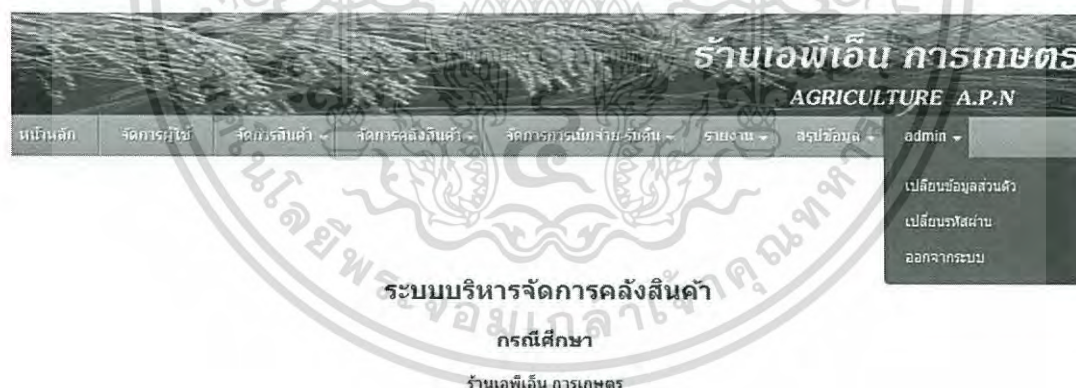 ร้านเอพีเอ็น การเกษตร
AGRICULTURE A.P.N
หน้าหลัก จัดการผู้ใช้ จัดการสินค้า จัดการคลังสินค้า จัดการการเบิกจ่าย-รับคืน รายงาน สรุปข้อมูล admin
เปลี่ยนข้อมูลส่วนตัว
เปลี่ยนรหัสผ่าน
ออกจากระบบ
ระบบบริหารจัดการคลังสินค้า
กรณีศึกษา
ร้านเอพีเอ็น การเกษตร